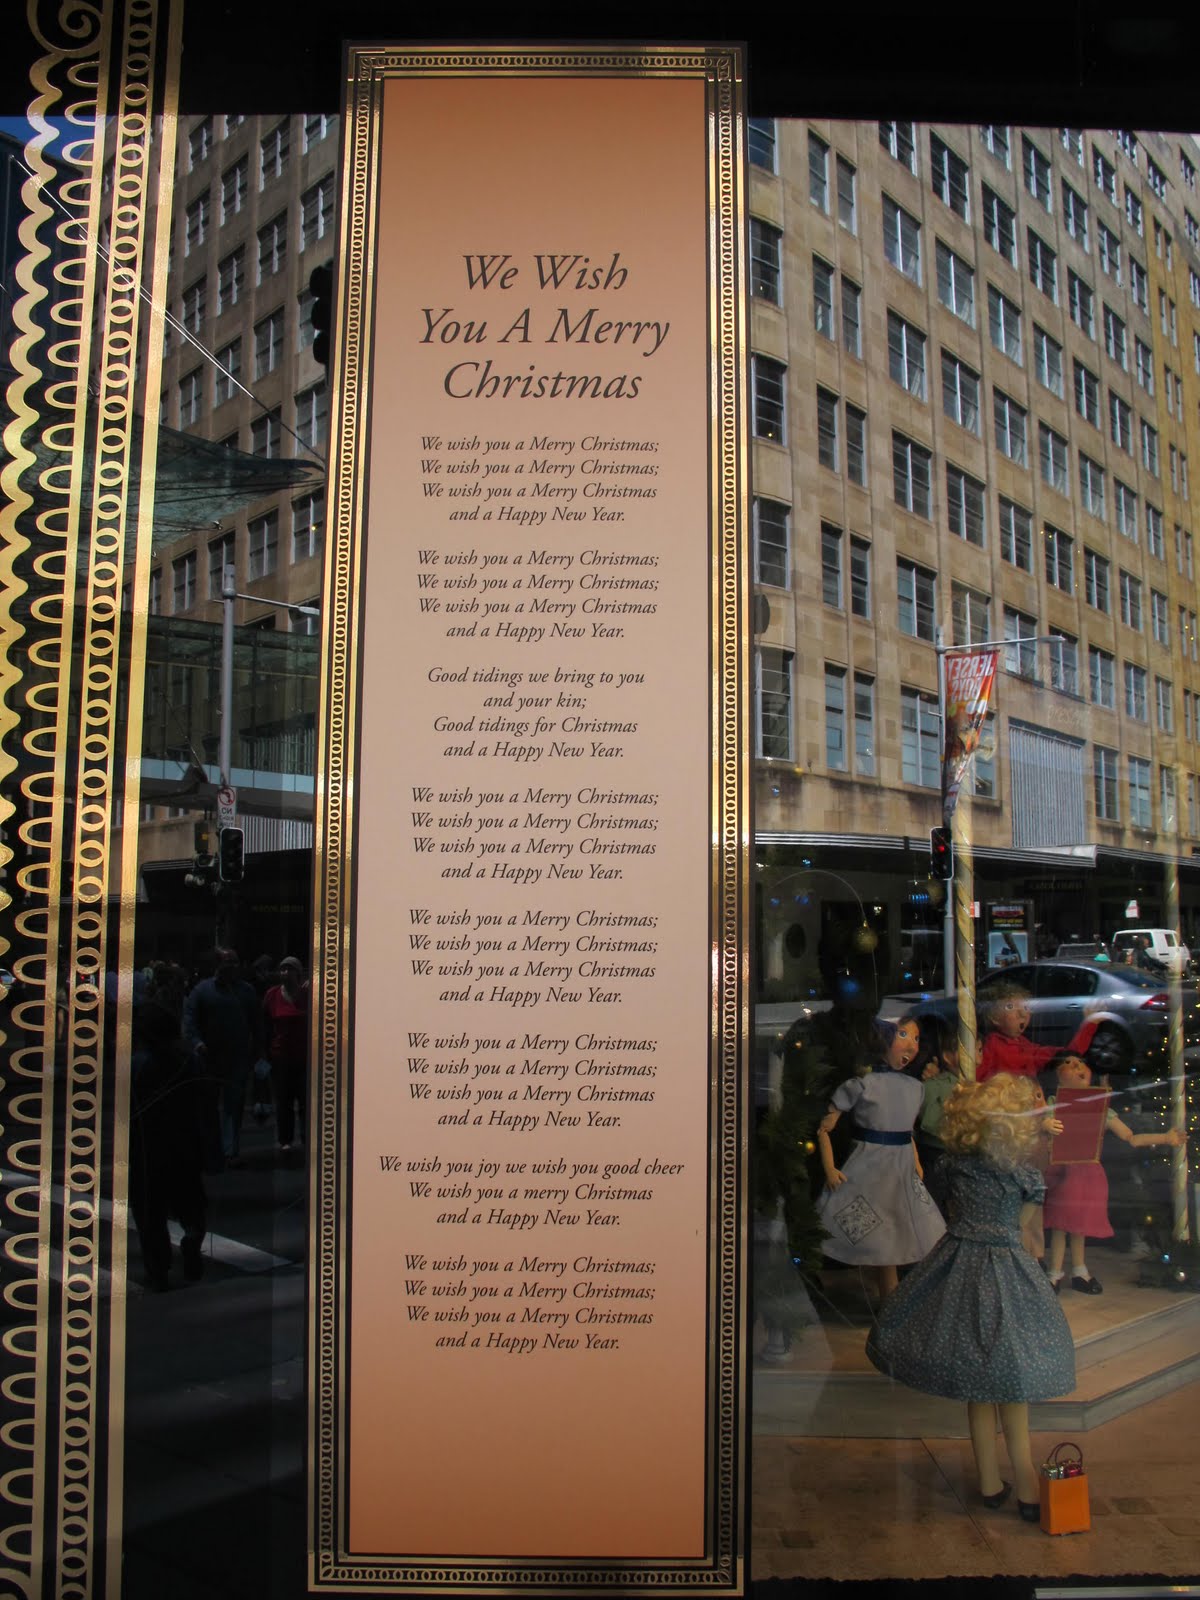 We Wish
You A Merry
Christmas
We wish you a Merry Christmas;
We wish you a Merry Christmas;
We wish you a Merry Christmas
and a Happy New Year.
We wish you a Merry Christmas;
We wish you a Merry Christmas;
We wish you a Merry Christmas
and a Happy New Year.
Good tidings we bring to you
and your kin;
Good tidings for Christmas
and a Happy New Year.
We wish you a Merry Christmas;
We wish you a Merry Christmas;
We wish you a Merry Christmas
and a Happy New Year.
We wish you a Merry Christmas;
We wish you a Merry Christmas;
We wish you a Merry Christmas
and a Happy New Year.
We wish you a Merry Christmas;
We wish you a Merry Christmas;
We wish you a Merry Christmas
and a Happy New Year.
We wish you joy we wish you good cheer
We wish you a merry Christmas
and a Happy New Year.
We wish you a Merry Christmas;
We wish you a Merry Christmas;
We wish you a Merry Christmas
and a Happy New Year.
JERSEY
BOYS